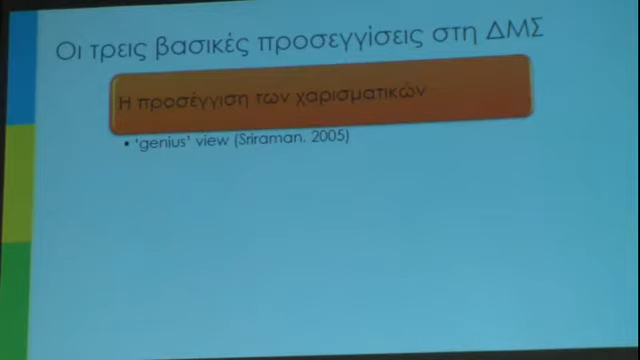 Οι τρεις βασικές προσεγγίσεις στη ΔΜΣ
Η προσέγγιση των χαρισματικών
• 'genius' view (Sriraman, 2005)